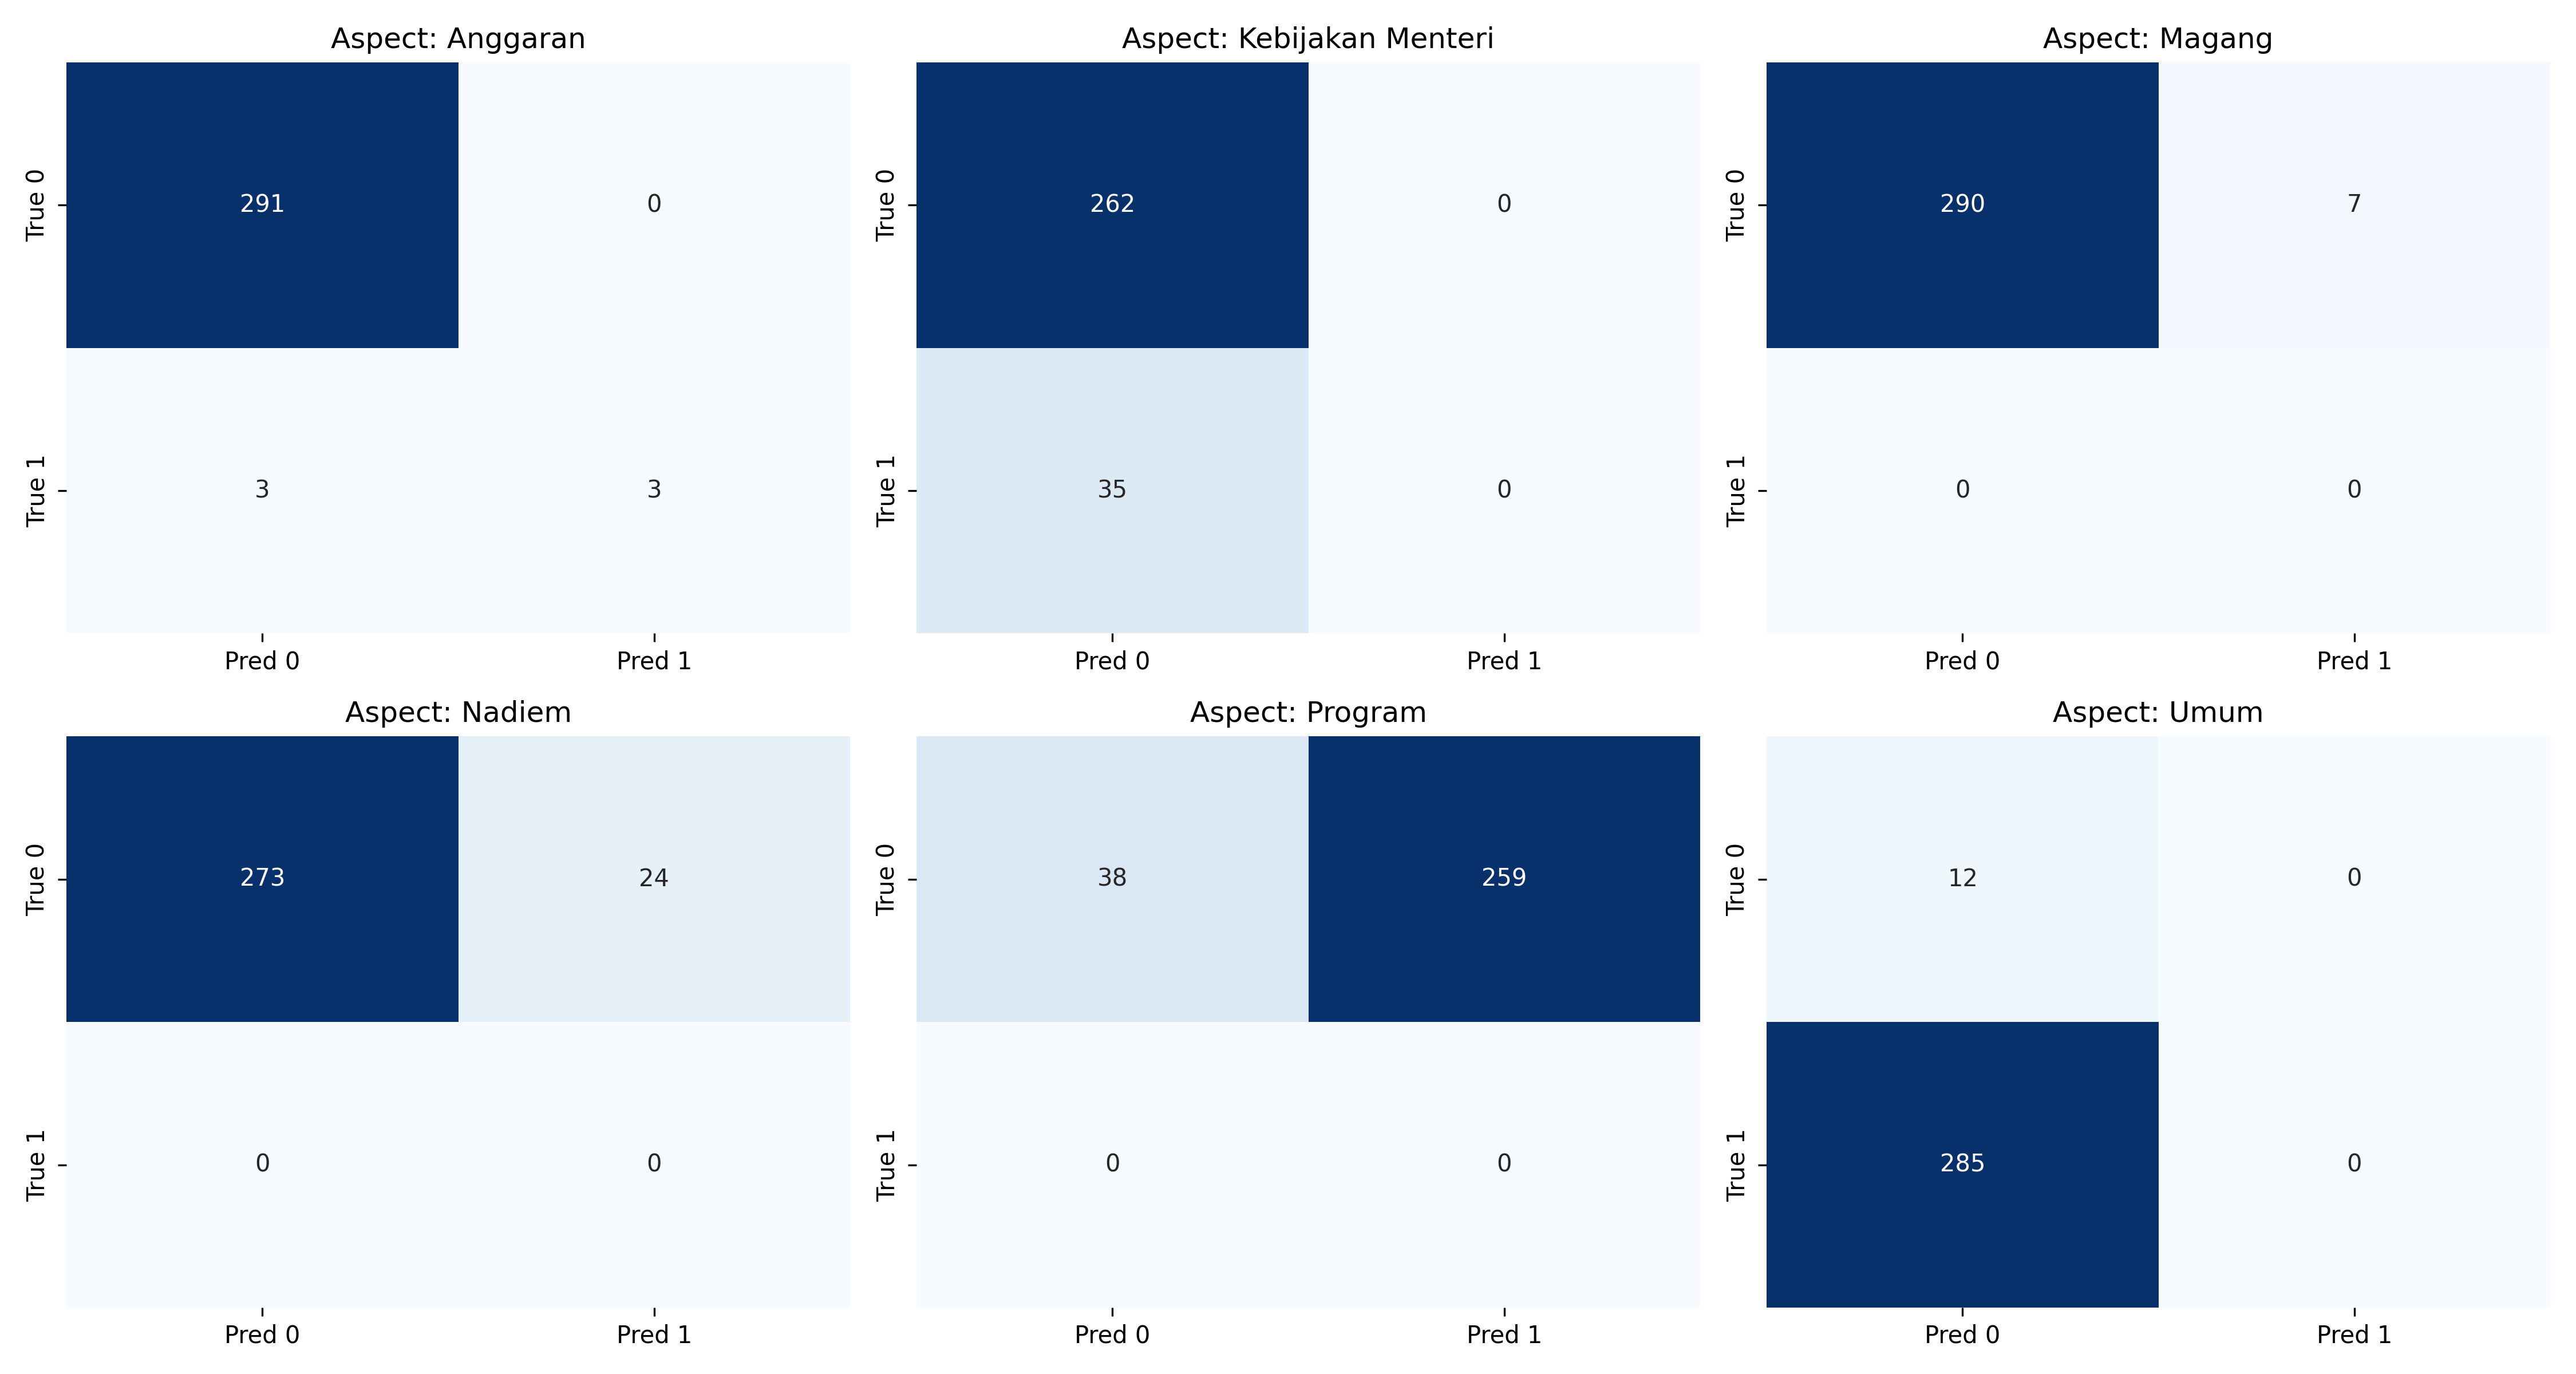 Aspect: Anggaran
True 0
291
0
True 1
3
3
Pred 0
Pred 1
Aspect: Kebijakan Menteri
True 0
262
0
True 1
35
0
Pred 0
Pred 1
Aspect: Magang
True 0
290
7
True 1
0
0
Pred 0
Pred 1
Aspect: Nadiem
True 0
273
24
True 1
0
0
Pred 0
Pred 1
Aspect: Program
True 0
38
259
True 1
0
0
Pred 0
Pred 1
Aspect: Umum
True 0
12
0
True 1
285
0
Pred 0
Pred 1